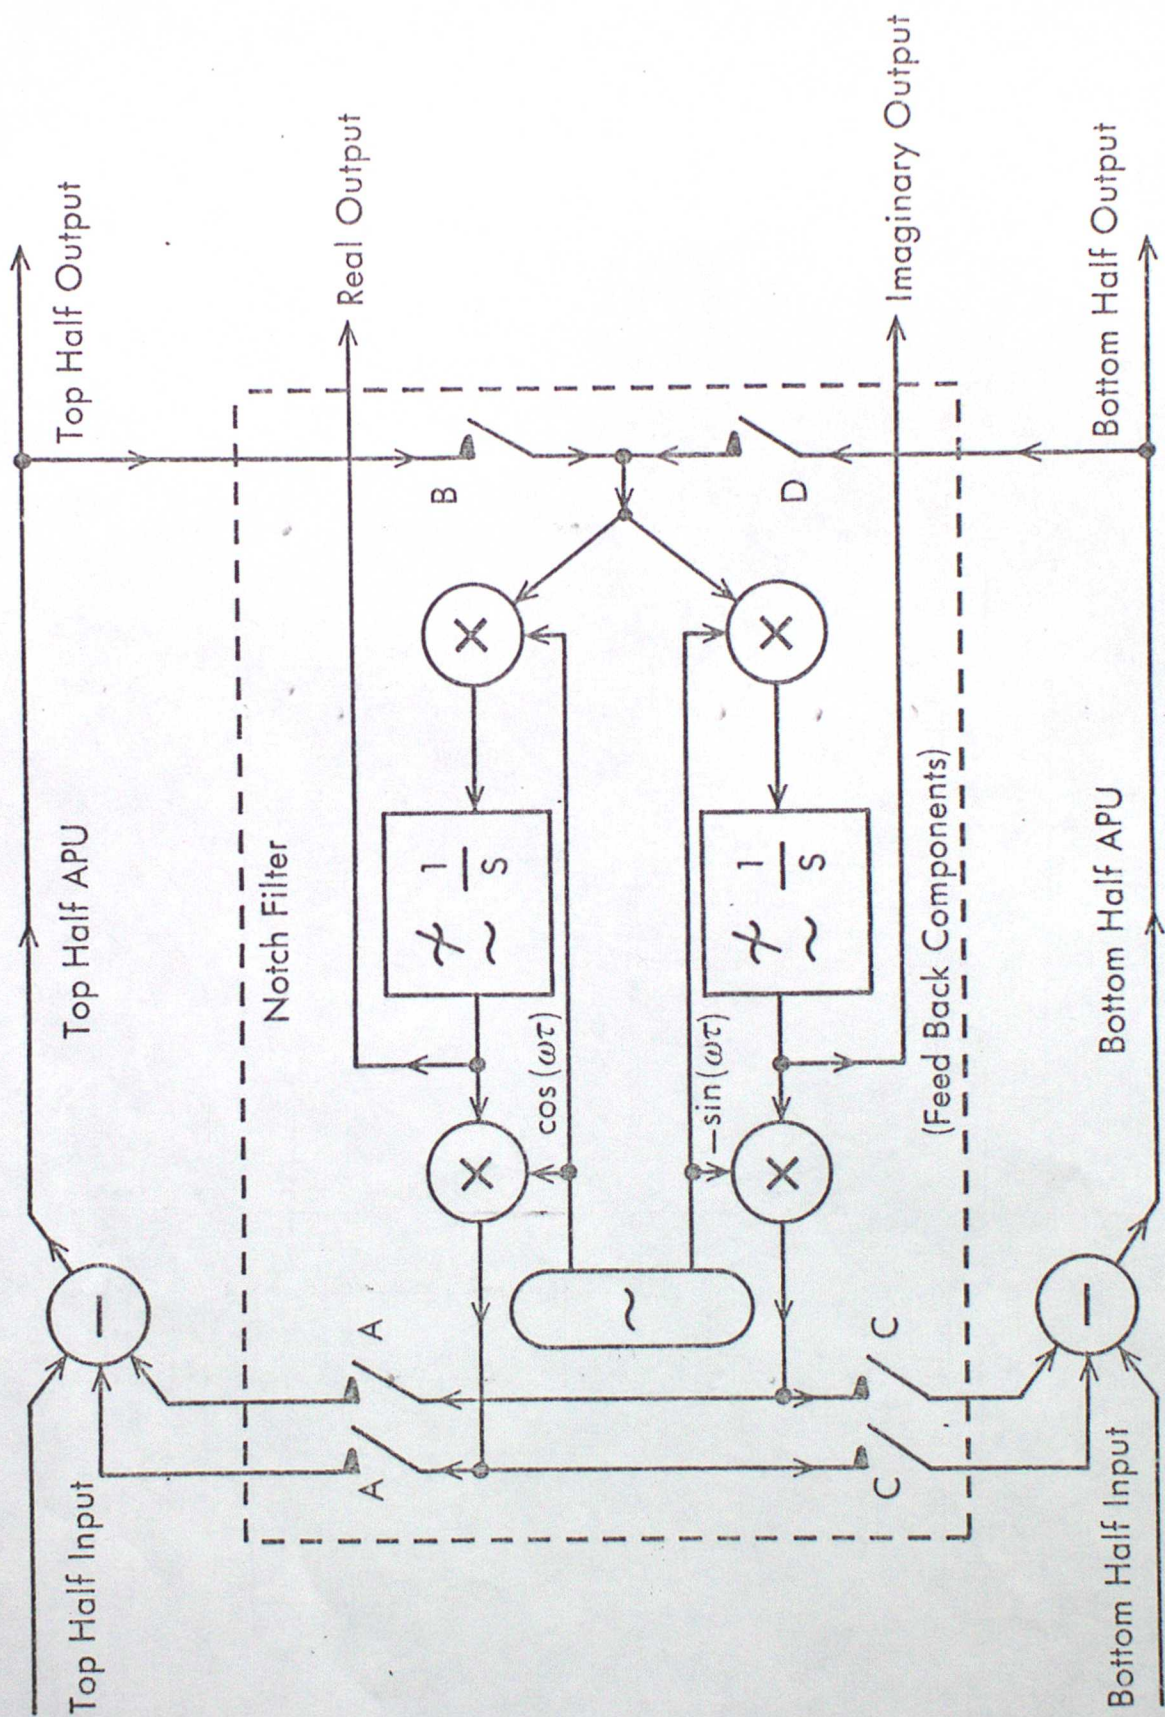 Top Half Input
Top Half APU
Top Half Output
Notch Filter
Real Output
A
A
B
−
cos(ωτ)
×
×
1
s
~
−sin(ωτ)
×
×
1
s
D
C
C
−
(Feed Back Components)
Imaginary Output
Bottom Half Input
Bottom Half APU
Bottom Half Output